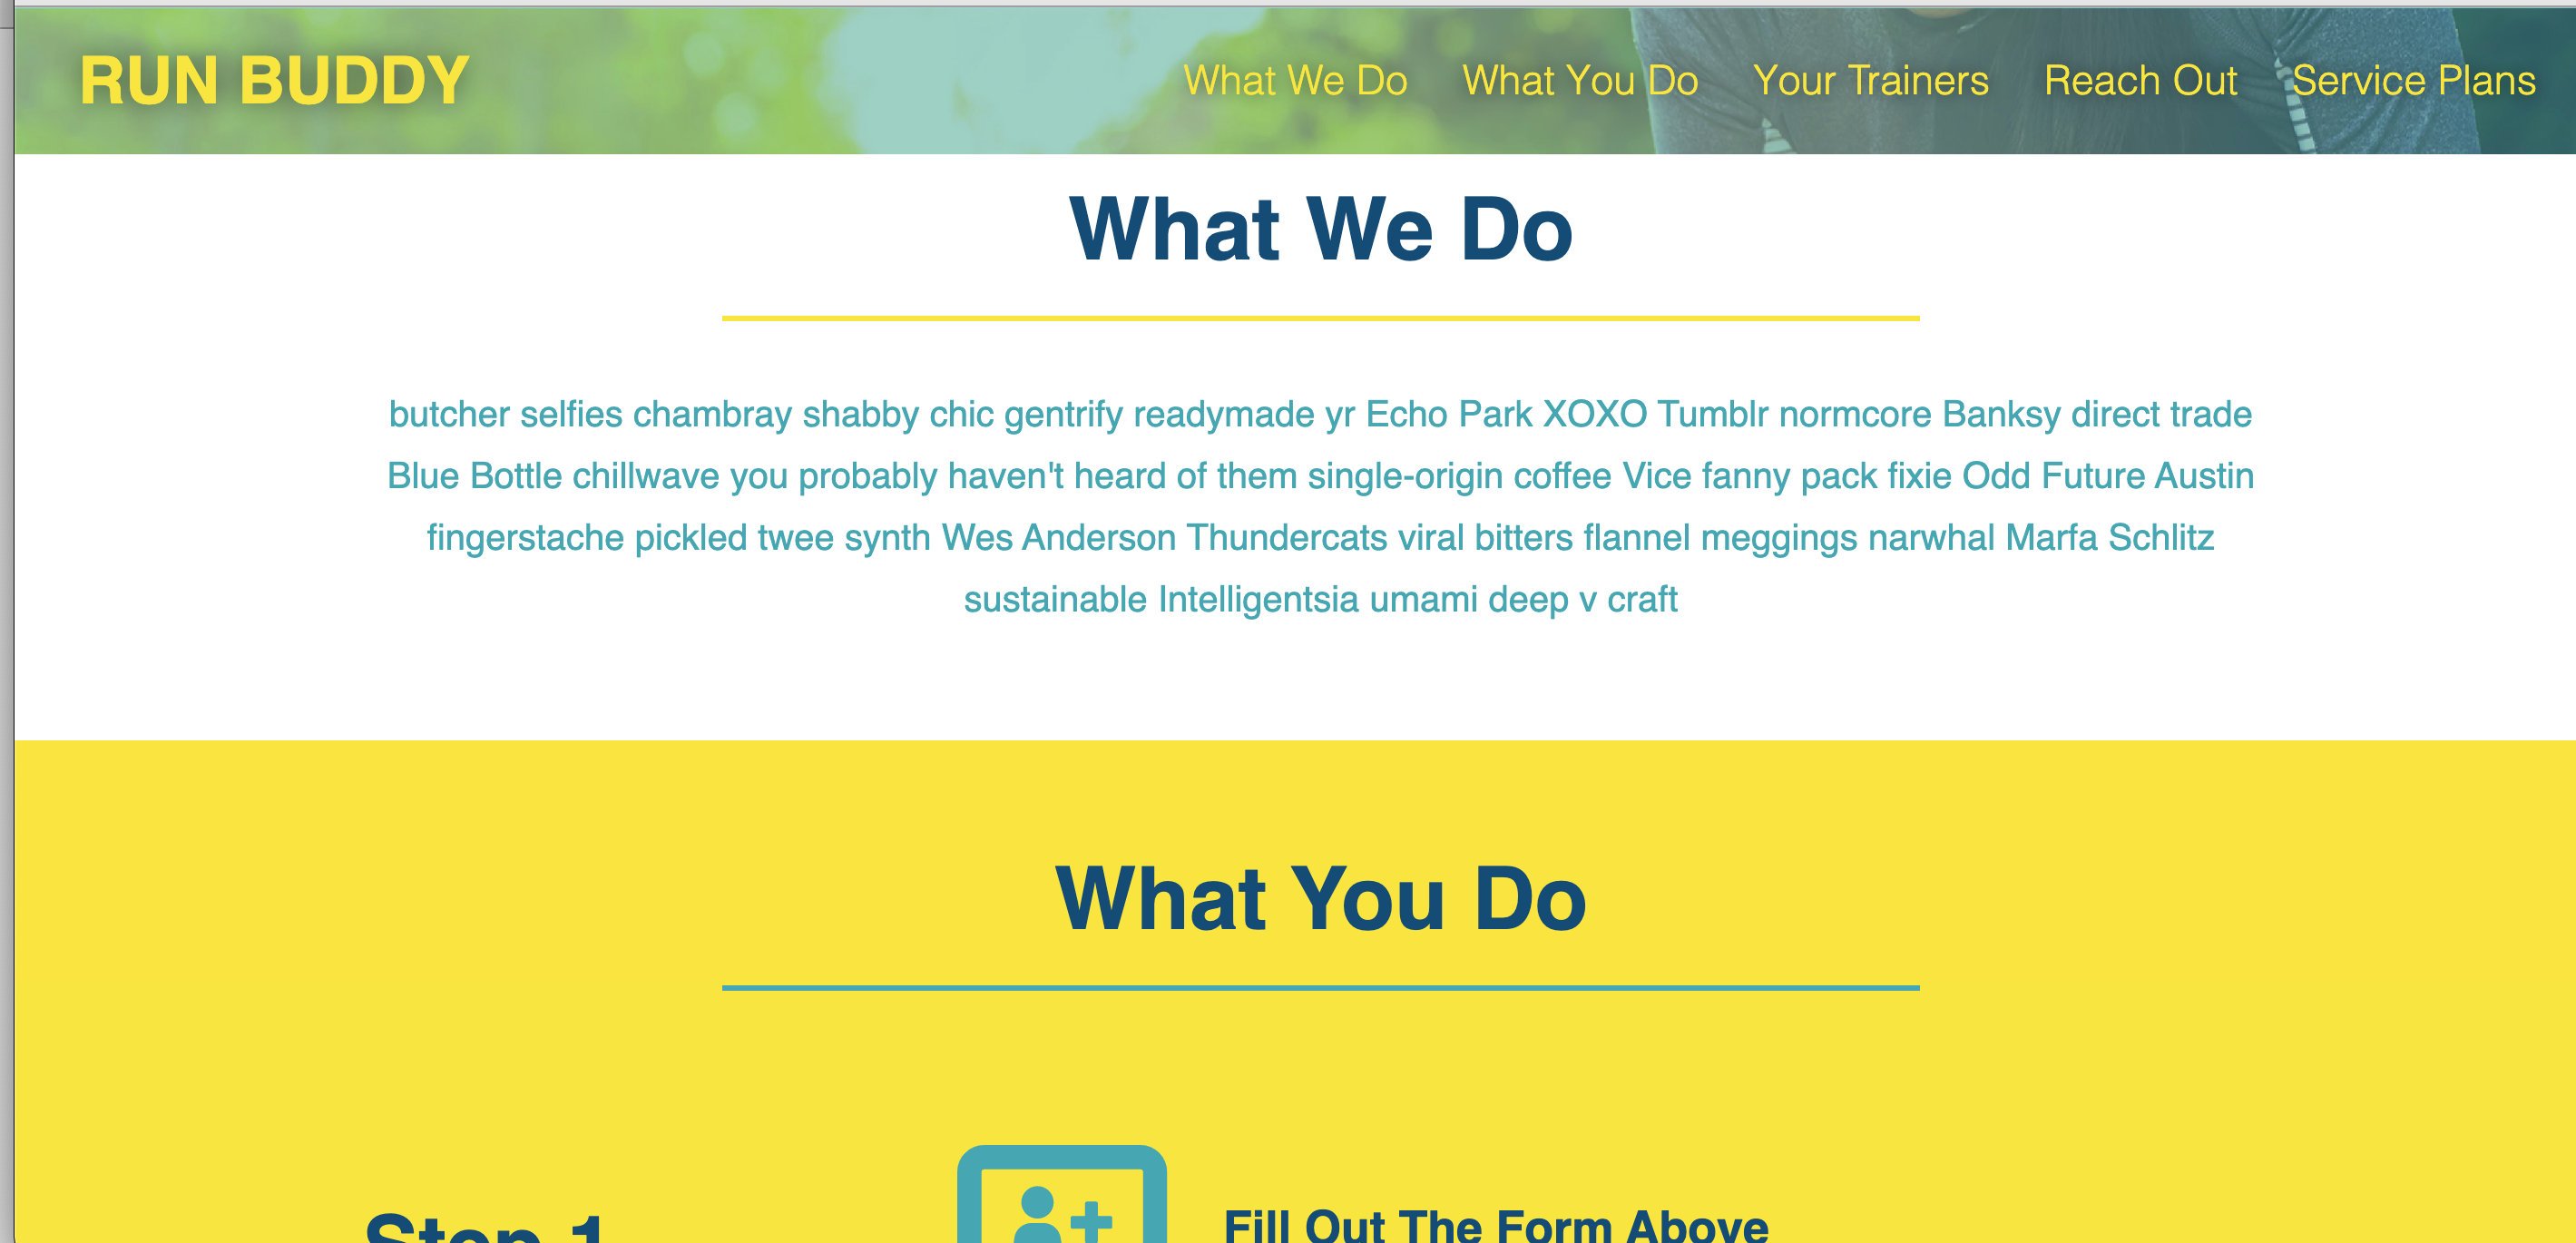 RUN BUDDY
What We Do What You Do Your Trainers Reach Out Service Plans
What We Do
butcher selfies chambray shabby chic gentrify readymade yr Echo Park XOXO Tumblr normcore Banksy direct trade
Blue Bottle chillwave you probably haven't heard of them single-origin coffee Vice fanny pack fixie Odd Future Austin
fingerstache pickled twee synth Wes Anderson Thundercats viral bitters flannel meggings narwhal Marfa Schlitz
sustainable Intelligentsia umami deep v craft
What You Do
Step 1
Fill Out The Form Above